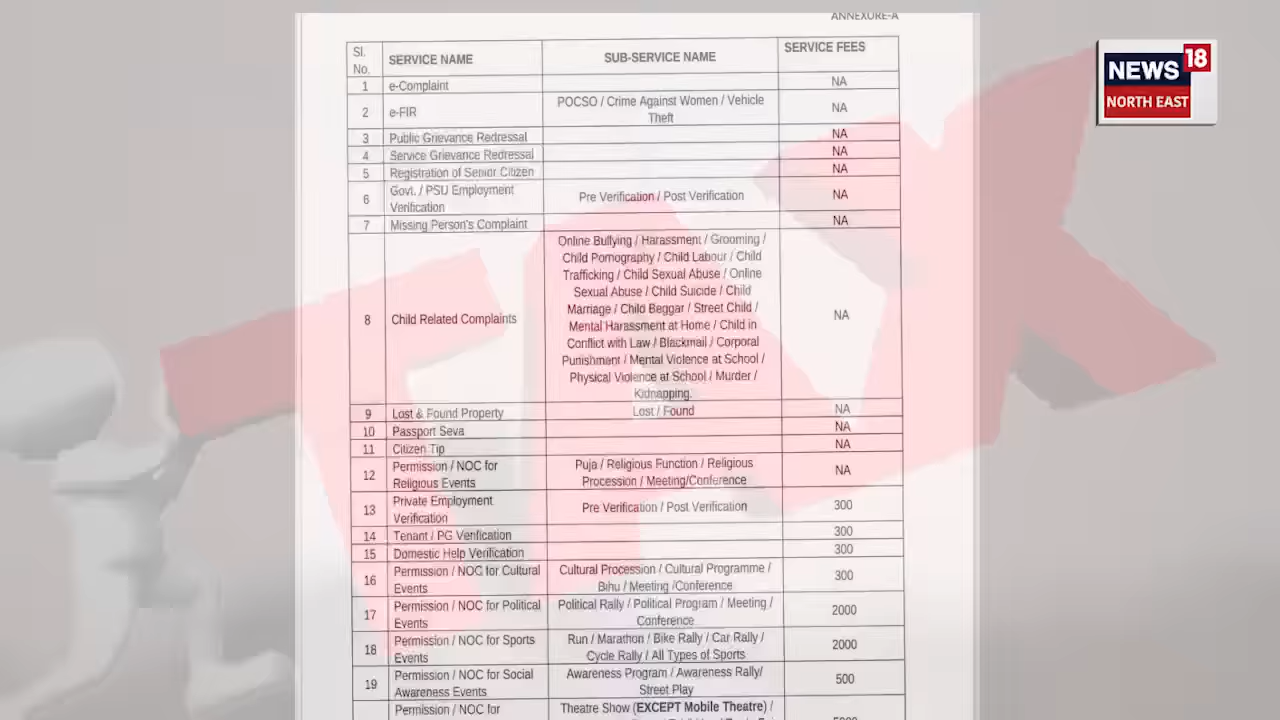 ANNEXURE-A
Sl. No. SERVICE NAME SUB-SERVICE NAME SERVICE FEES
1 e-Complaint NA
2 e-FIR POCSO / Crime Against Women / Vehicle Theft NA
3 Public Grievance Redressal NA
4 Service Grievance Redressal NA
5 Registration of Senior Citizen NA
6 Govt. / PSU Employment Verification Pre Verification / Post Verification NA
7 Missing Person's Complaint NA
8 Child Related Complaints
Online Bullying / Harassment / Grooming /
Child Pornography / Child Labour / Child
Trafficking / Child Sexual Abuse / Online
Sexual Abuse / Child Suicide / Child
Marriage / Child Beggar / Street Child /
Mental Harassment at Home / Child in
Conflict with Law / Blackmail / Corporal
Punishment / Mental Violence at School /
Physical Violence at School / Murder /
Kidnapping.
NA
9 Lost & Found Property Lost / Found NA
10 Passport Seva NA
11 Citizen Tip NA
12 Permission / NOC for Religious Events Puja / Religious Function / Religious Procession / Meeting/Conference NA
13 Private Employment Verification Pre Verification / Post Verification 300
14 Tenant / PG Verification 300
15 Domestic Help Verification 300
16 Permission / NOC for Cultural Events Cultural Procession / Cultural Programme / Bihu / Meeting /Conference 300
17 Permission / NOC for Political Events Political Rally / Political Program / Meeting / Conference 2000
18 Permission / NOC for Sports Events Run / Marathon / Bike Rally / Car Rally / Cycle Rally / All Types of Sports 2000
19 Permission / NOC for Social Awareness Events Awareness Program / Awareness Rally/ Street Play 500
Permission / NOC for Theatre Show (EXCEPT Mobile Theatre) /
NEWS 18
NORTH EAST